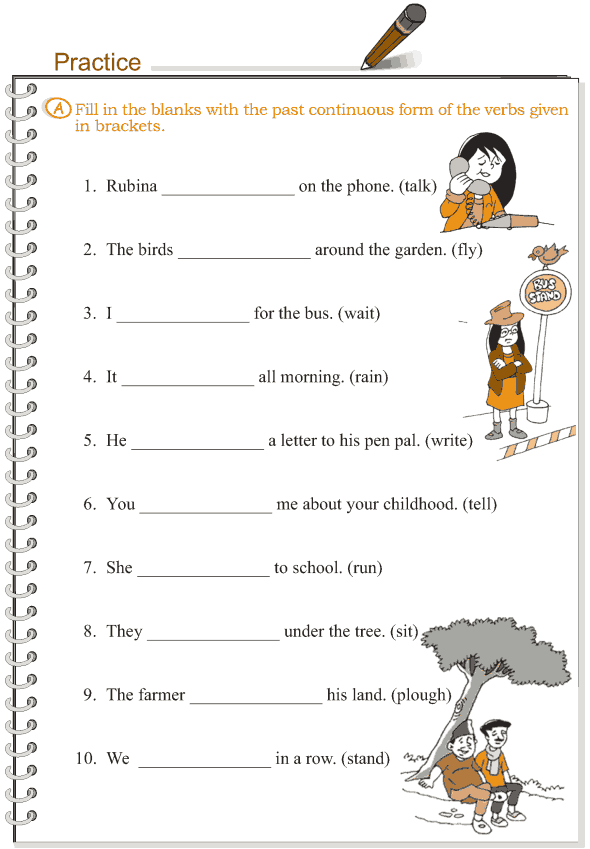 Practice
A Fill in the blanks with the past continuous form of the verbs given
in brackets.
1. Rubina _______________ on the phone. (talk)
2. The birds _______________ around the garden. (fly)
BUS
STAND
3. I _______________ for the bus. (wait)
4. It _______________ all morning. (rain)
5. He _______________ a letter to his pen pal. (write)
6. You _______________ me about your childhood. (tell)
7. She _______________ to school. (run)
8. They _______________ under the tree. (sit)
9. The farmer _______________ his land. (plough)
10. We _______________ in a row. (stand)